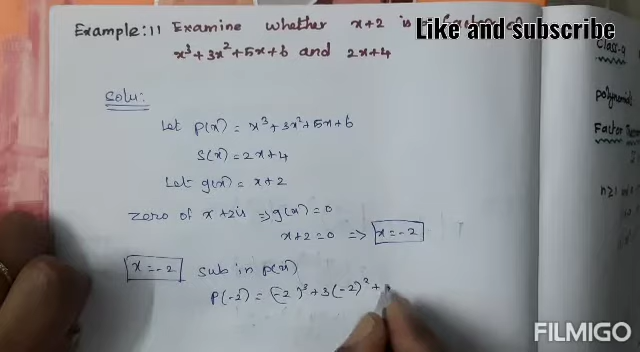 Example:11 Examine whether x+2 is
Like and subscribe
x³+3x²+5x+6 and 2x+4
Class-9
Solu:
polynomial
Let p(x) = x³+3x²+5x+6
Factor
S(x) = 2x+4
Let g(x) = x+2
zero of x+2 is => g(x) = 0
x+2=0 => x=-2
x=-2 sub in p(x)
P(-2) = (-2)³+3(-2)²+
FILMIGO